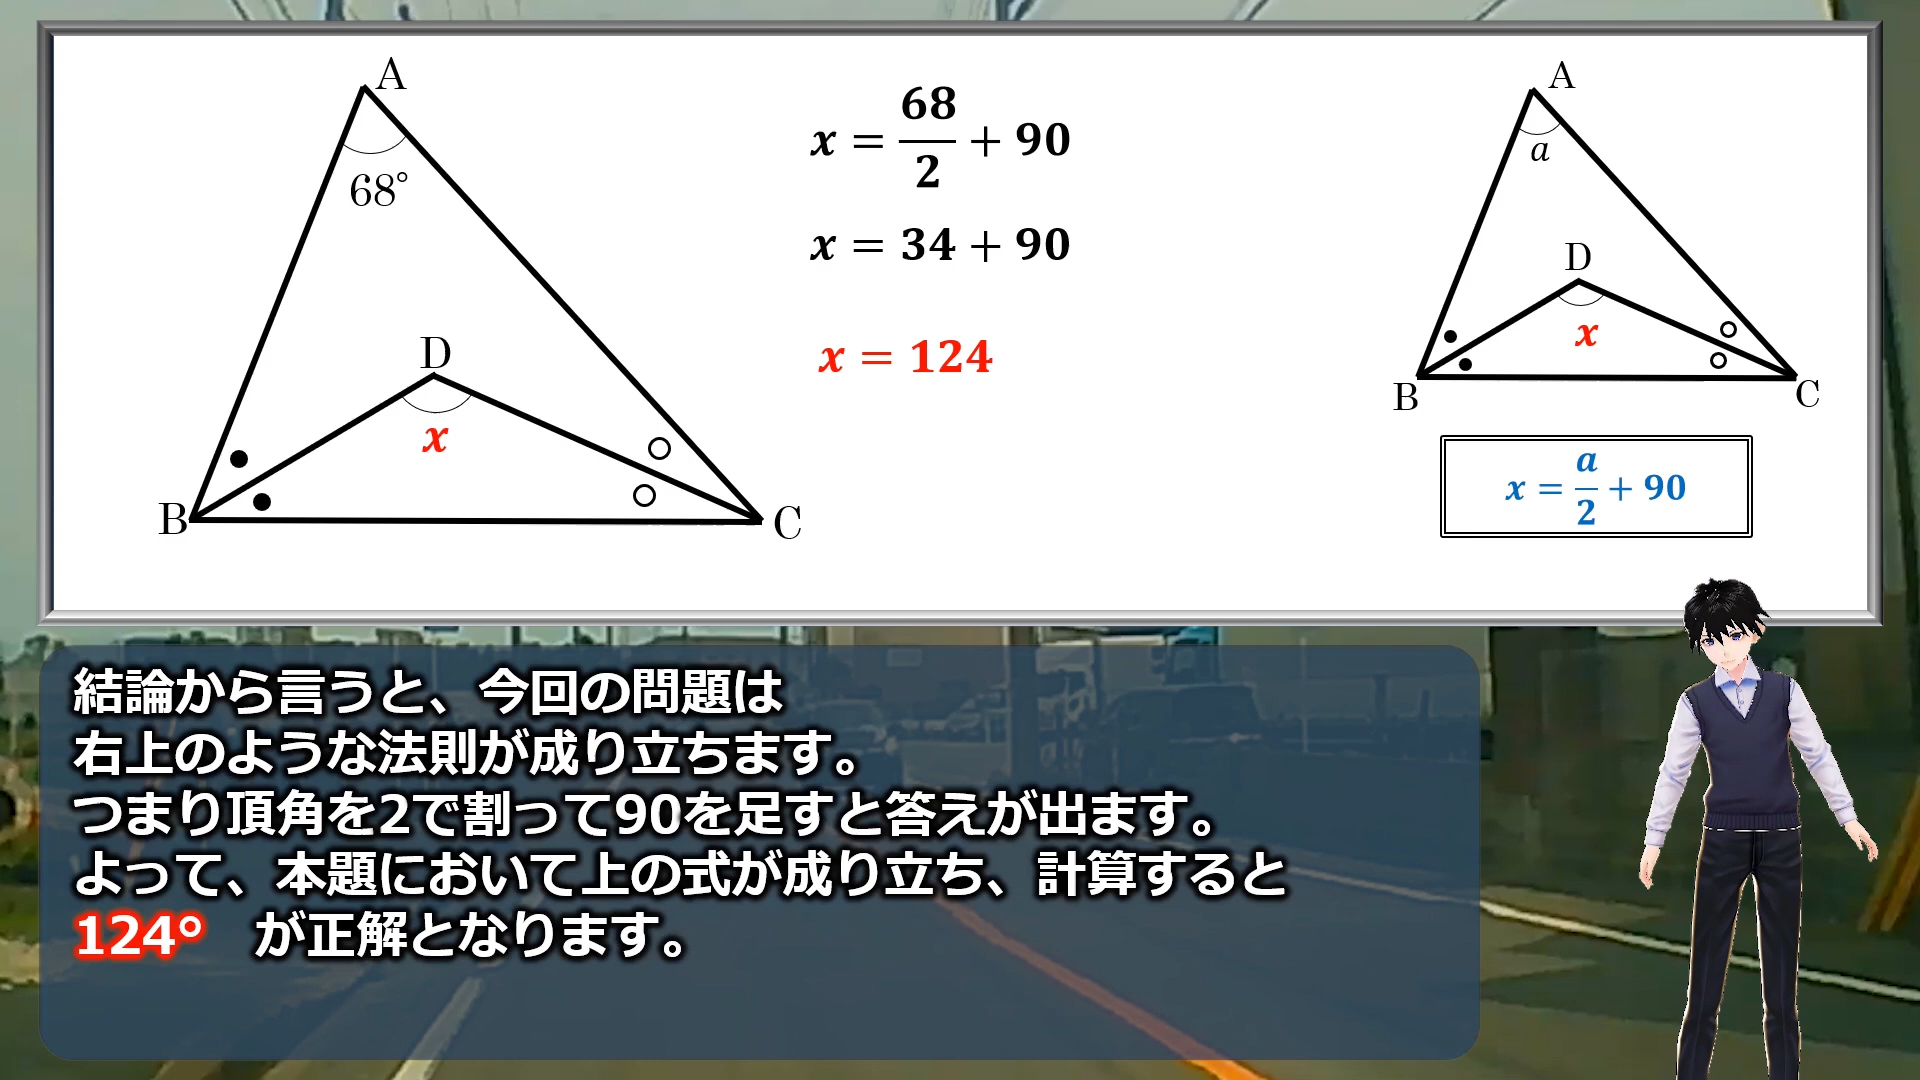 A
68°
D
x
B
C
x = 68/2 + 90
x = 34 + 90
x = 124
A
a
D
x
B
C
x = a/2 + 90
結論から言うと、今回の問題は
右上のような法則が成り立ちます。
つまり頂角を2で割って90を足すと答えが出ます。
よって、本題において上の式が成り立ち、計算すると
124°　が正解となります。